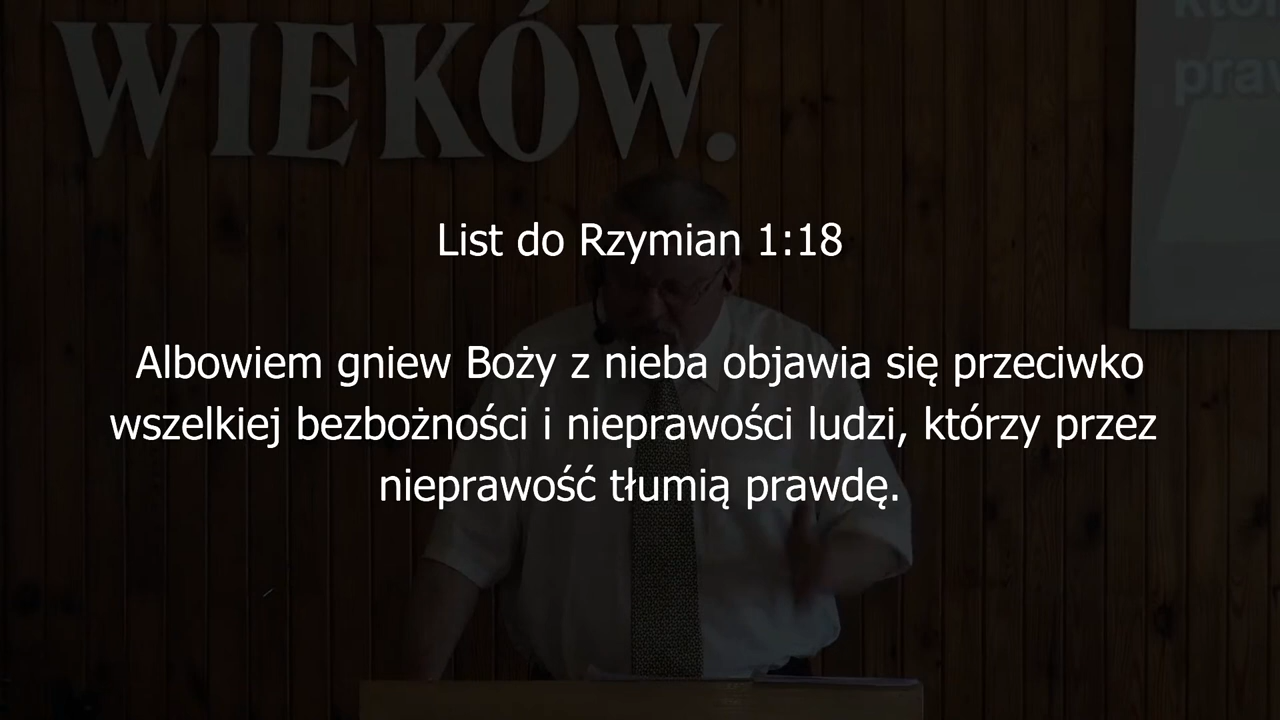 WIEKÓW.
List do Rzymian 1:18
Albowiem gniew Boży z nieba objawia się przeciwko
wszelkiej bezbożności i nieprawości ludzi, którzy przez
nieprawość tłumią prawdę.